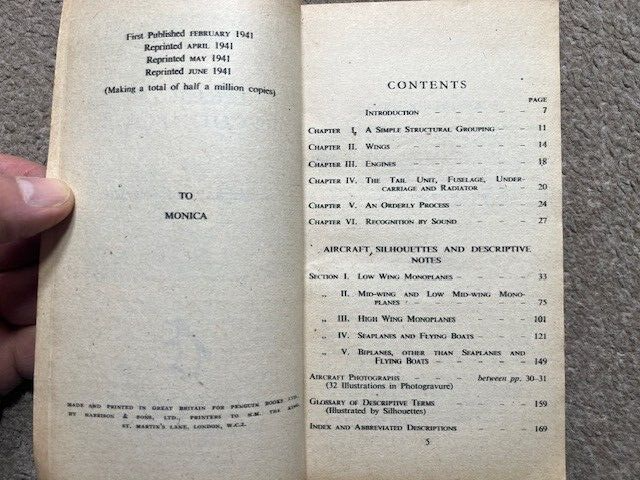 First Published FEBRUARY 1941
Reprinted APRIL 1941
Reprinted MAY 1941
Reprinted JUNE 1941
(Making a total of half a million copies)
TO
MONICA
MADE AND PRINTED IN GREAT BRITAIN FOR PENGUIN BOOKS LTD.
BY HARRISON & SONS, LTD., PRINTERS TO H.M. THE KING,
ST. MARTIN'S LANE, LONDON, W.C.2.
CONTENTS
PAGE
INTRODUCTION - - - - 7
CHAPTER I. A SIMPLE STRUCTURAL GROUPING - - - 11
CHAPTER II. WINGS - - - - - - 14
CHAPTER III. ENGINES - - - - - - 18
CHAPTER IV. THE TAIL UNIT, FUSELAGE, UNDER-
CARRIAGE AND RADIATOR - - - - 20
CHAPTER V. AN ORDERLY PROCESS - - - - 24
CHAPTER VI. RECOGNITION BY SOUND - - - - 27
AIRCRAFT SILHOUETTES AND DESCRIPTIVE
NOTES
SECTION I. LOW WING MONOPLANES - - - - - 33
„ II. MID-WING AND LOW MID-WING MONO-
PLANES - - - - - - 75
„ III. HIGH WING MONOPLANES - - - - 101
„ IV. SEAPLANES AND FLYING BOATS - - - 121
„ V. BIPLANES, OTHER THAN SEAPLANES AND
FLYING BOATS - - - - - 149
AIRCRAFT PHOTOGRAPHS - - - between pp. 30–31
(32 Illustrations in Photogravure)
GLOSSARY OF DESCRIPTIVE TERMS - - - - 159
(Illustrated by Silhouettes)
INDEX AND ABBREVIATED DESCRIPTIONS - - - 169
5